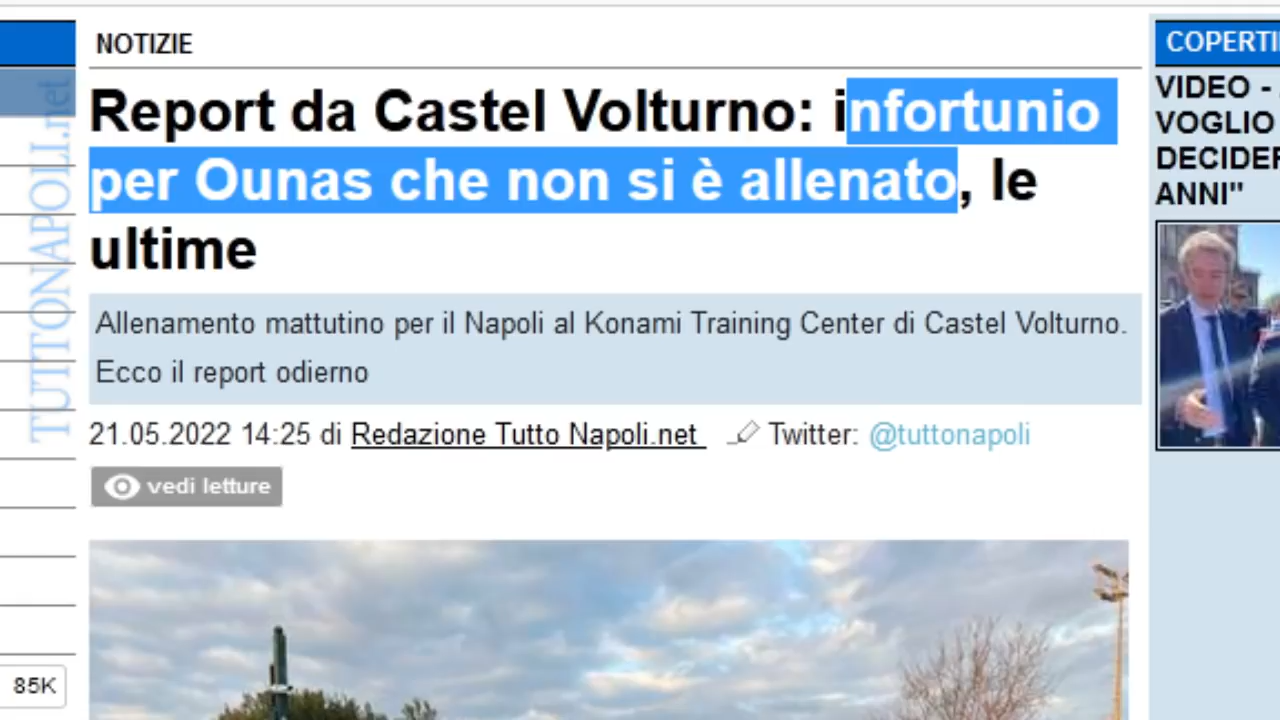 NOTIZIE
Report da Castel Volturno: infortunio
per Ounas che non si è allenato, le
ultime
Allenamento mattutino per il Napoli al Konami Training Center di Castel Volturno.
Ecco il report odierno
21.05.2022 14:25 di Redazione Tutto Napoli.net Twitter: @tuttonapoli
vedi letture
TUTTONAPOLI.net
85K
COPERTI
VIDEO -
VOGLIO
DECIDER
ANNI"